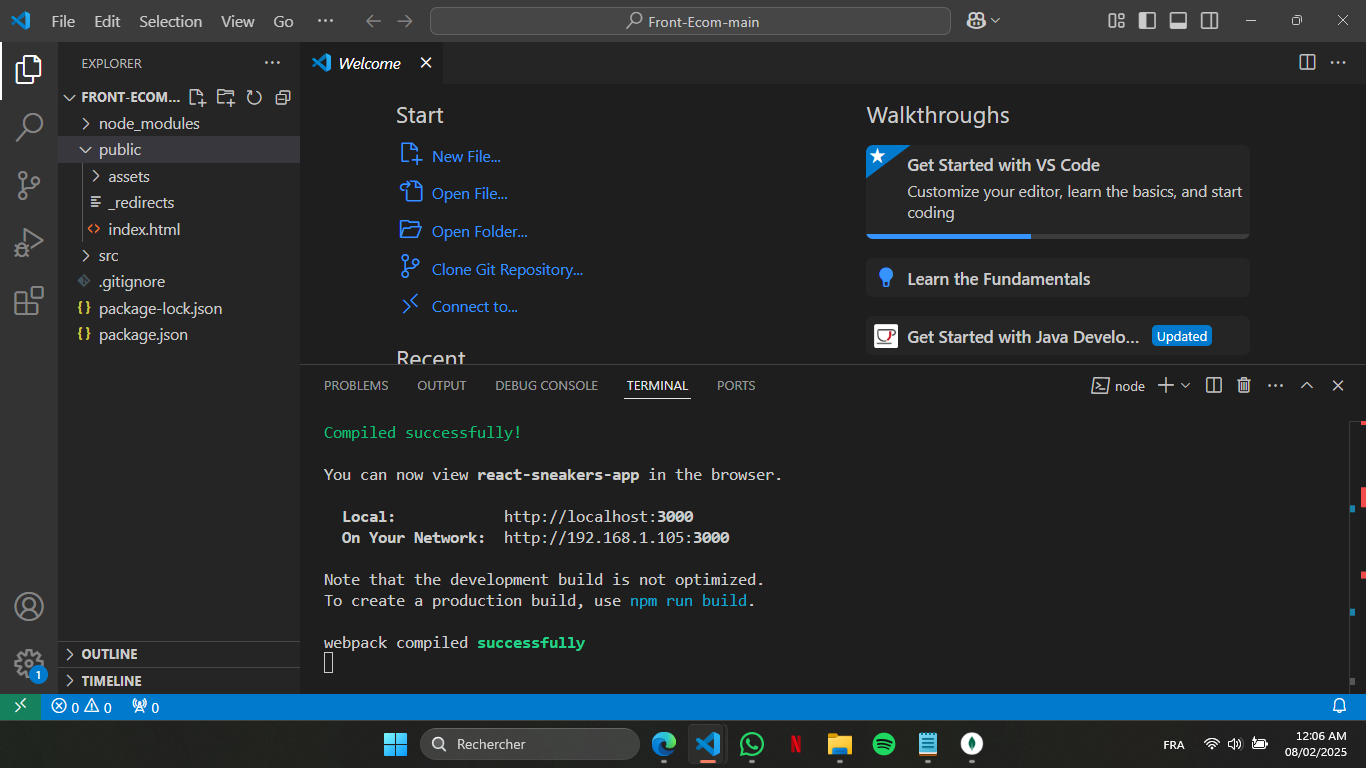 File Edit Selection View Go ···
Front-Ecom-main
EXPLORER
Welcome
FRONT-ECOM...
node_modules
public
assets
_redirects
index.html
src
.gitignore
package-lock.json
package.json
OUTLINE
TIMELINE
Start
New File...
Open File...
Open Folder...
Clone Git Repository...
Connect to...
Recent
Walkthroughs
Get Started with VS Code
Customize your editor, learn the basics, and start
coding
Learn the Fundamentals
Get Started with Java Develo... Updated
PROBLEMS OUTPUT DEBUG CONSOLE TERMINAL PORTS
node
Compiled successfully!
You can now view react-sneakers-app in the browser.
Local: http://localhost:3000
On Your Network: http://192.168.1.105:3000
Note that the development build is not optimized.
To create a production build, use npm run build.
webpack compiled successfully
1
0 0 0
Rechercher
FRA
12:06 AM
08/02/2025